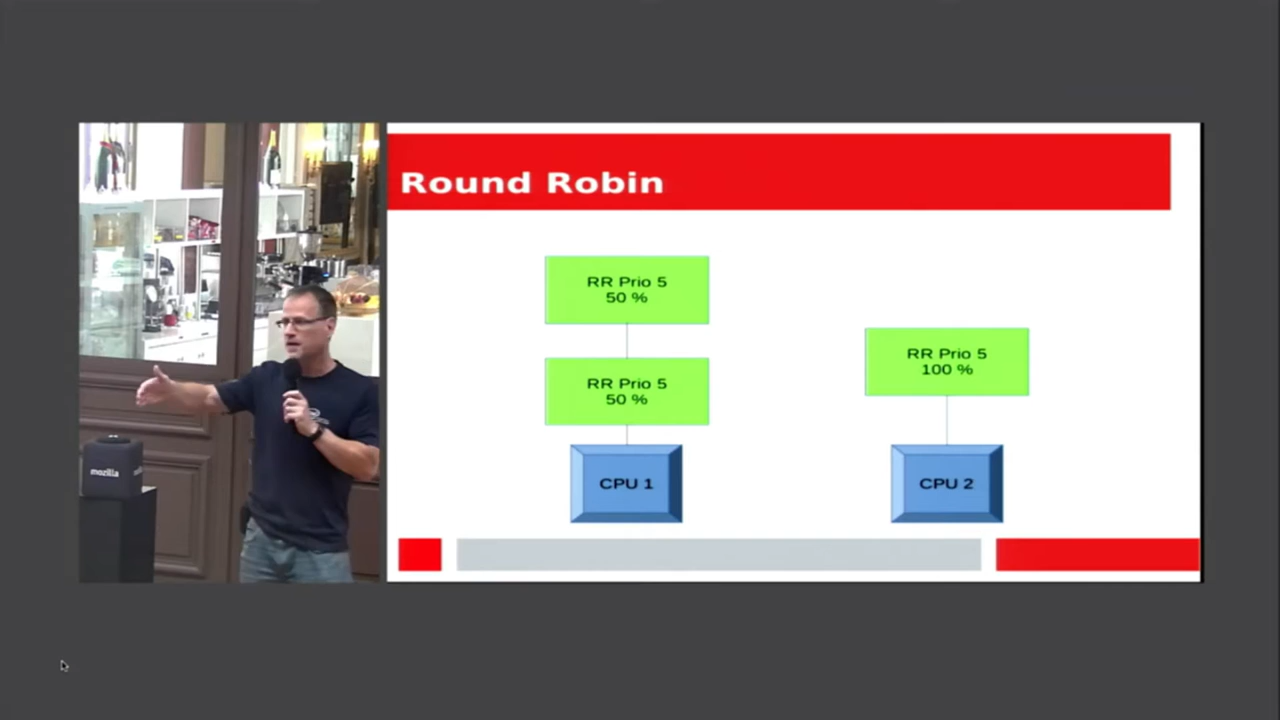 Round Robin
RR Prio 5
50 %
RR Prio 5
50 %
CPU 1
RR Prio 5
100 %
CPU 2
mozilla